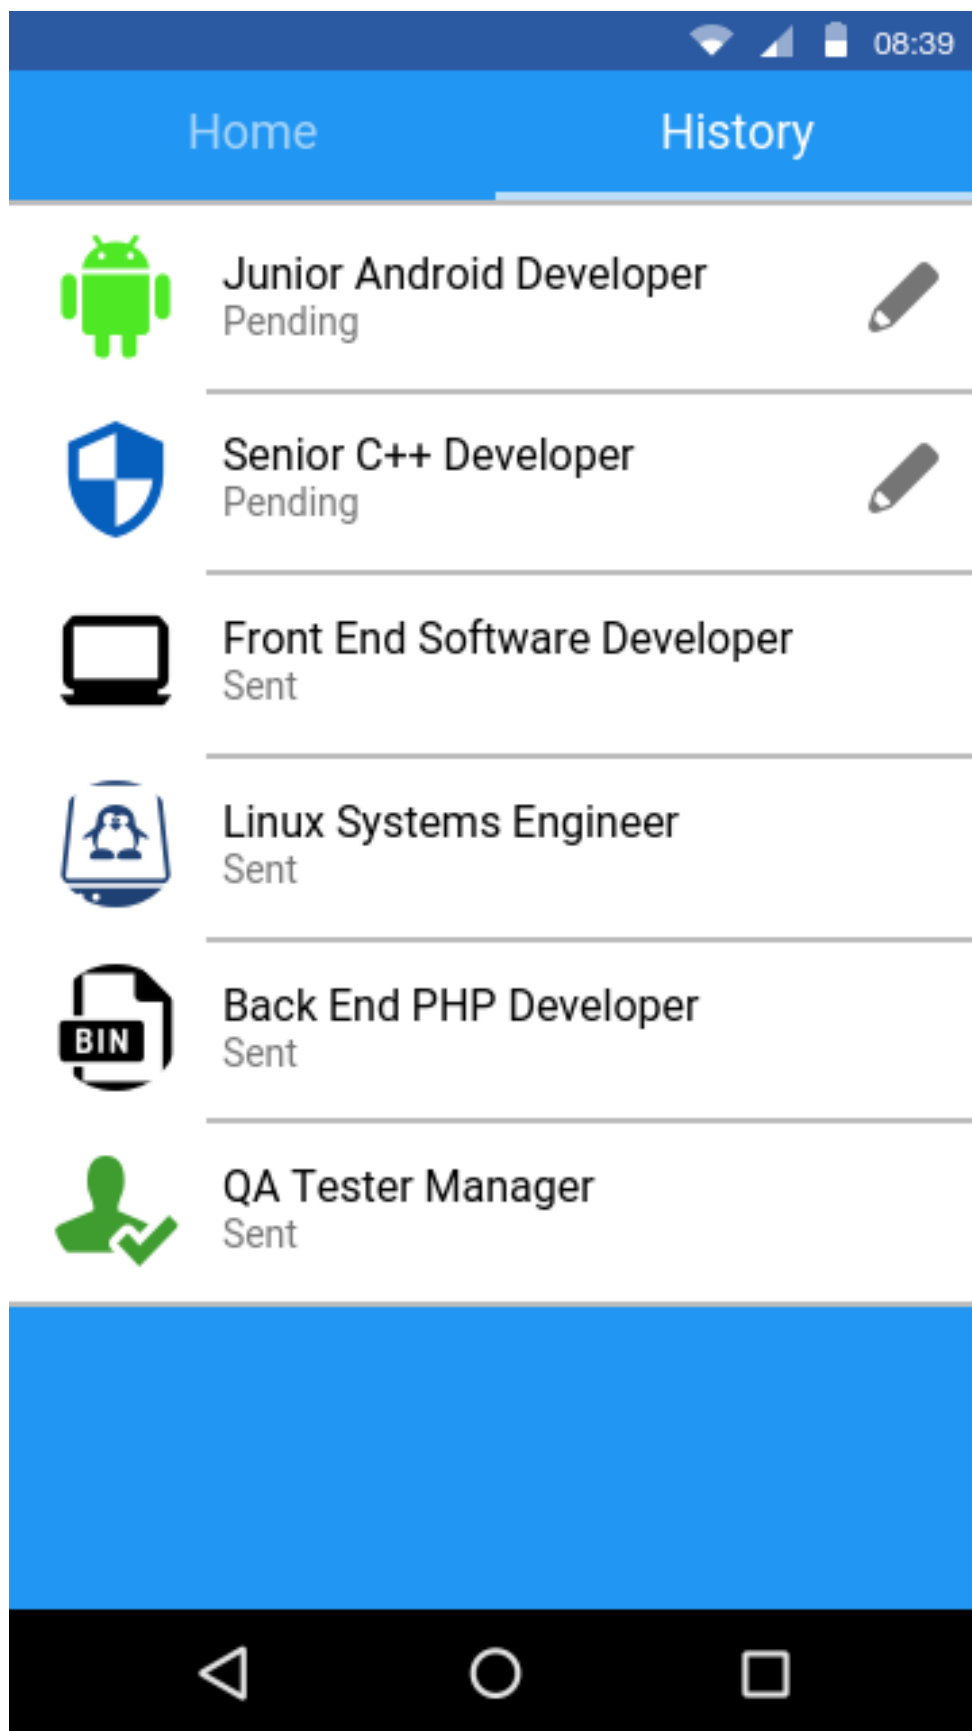 08:39
Home History
Junior Android Developer
Pending
Senior C++ Developer
Pending
Front End Software Developer
Sent
Linux Systems Engineer
Sent
Back End PHP Developer
Sent
BIN
QA Tester Manager
Sent